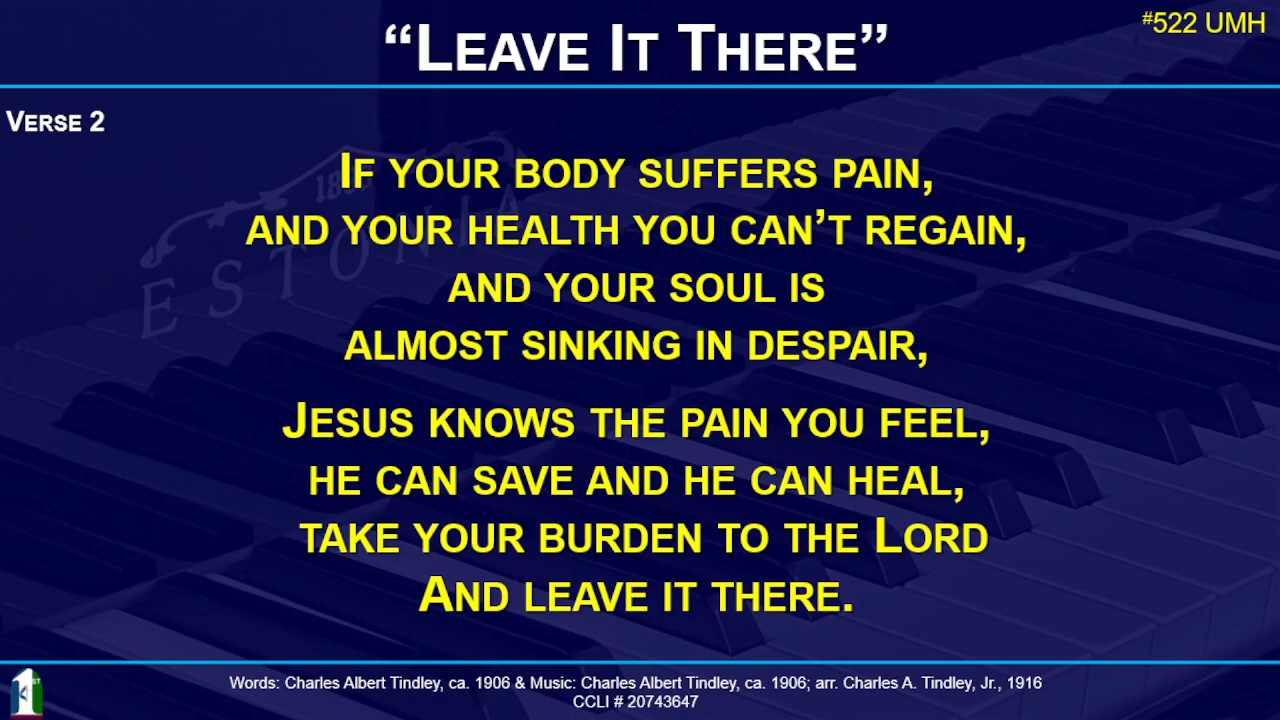 “Leave It There”
#522 UMH
Verse 2
If your body suffers pain,
and your health you can’t regain,
and your soul is
almost sinking in despair,
Jesus knows the pain you feel,
he can save and he can heal,
take your burden to the Lord
And leave it there.
ESTONIA
Words: Charles Albert Tindley, ca. 1906 & Music: Charles Albert Tindley, ca. 1906; arr. Charles A. Tindley, Jr., 1916
CCLI # 20743647